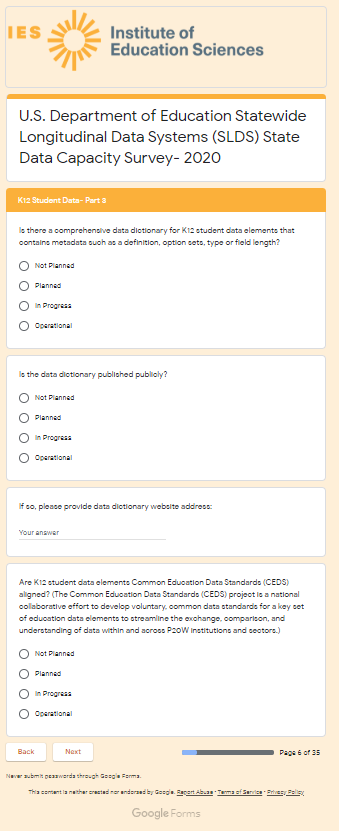 IES
Institute of
Education Sciences
U.S. Department of Education Statewide
Longitudinal Data Systems (SLDS) State
Data Capacity Survey- 2020
K12 Student Data- Part 3
Is there a comprehensive data dictionary for K12 student data elements that
contains metadata such as a definition, option sets, type or field length?
Not Planned
Planned
In Progress
Operational
Is the data dictionary published publicly?
Not Planned
Planned
In Progress
Operational
If so, please provide data dictionary website address:
Your answer
Are K12 student data elements Common Education Data Standards (CEDS)
aligned? (The Common Education Data Standards (CEDS) project is a national
collaborative effort to develop voluntary, common data standards for a key set
of education data elements to streamline the exchange, comparison, and
understanding of data within and across P20W institutions and sectors.)
Not Planned
Planned
In Progress
Operational
Back Next Page 6 of 35
Never submit passwords through Google Forms.
This content is neither created nor endorsed by Google. Report Abuse - Terms of Service - Privacy Policy
Google Forms